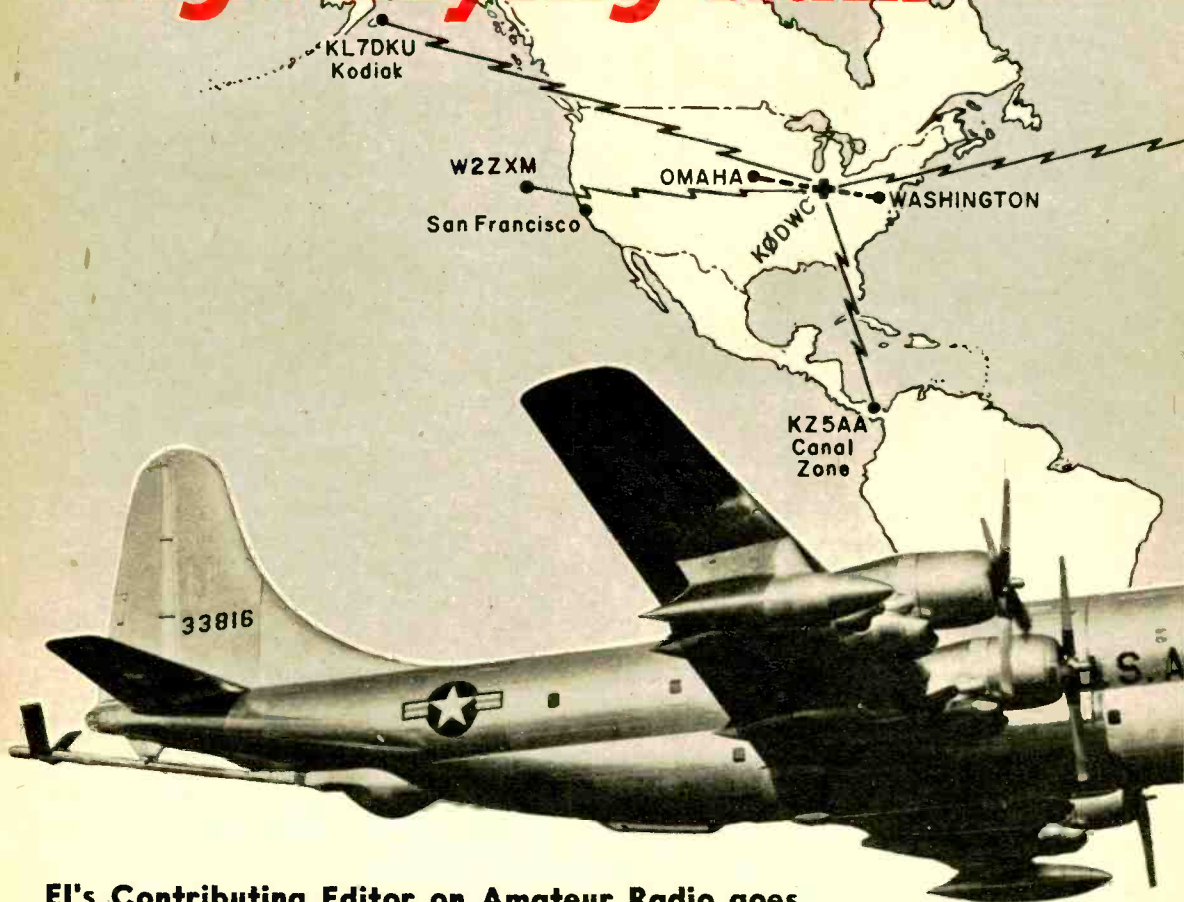 KL7DKU
Kodiak
W2ZXM
San Francisco
OMAHA
WASHINGTON
KØDWC
KZ5AA
Canal
Zone
33816
S.A
EI's Contributing Editor on Amateur Radio goes